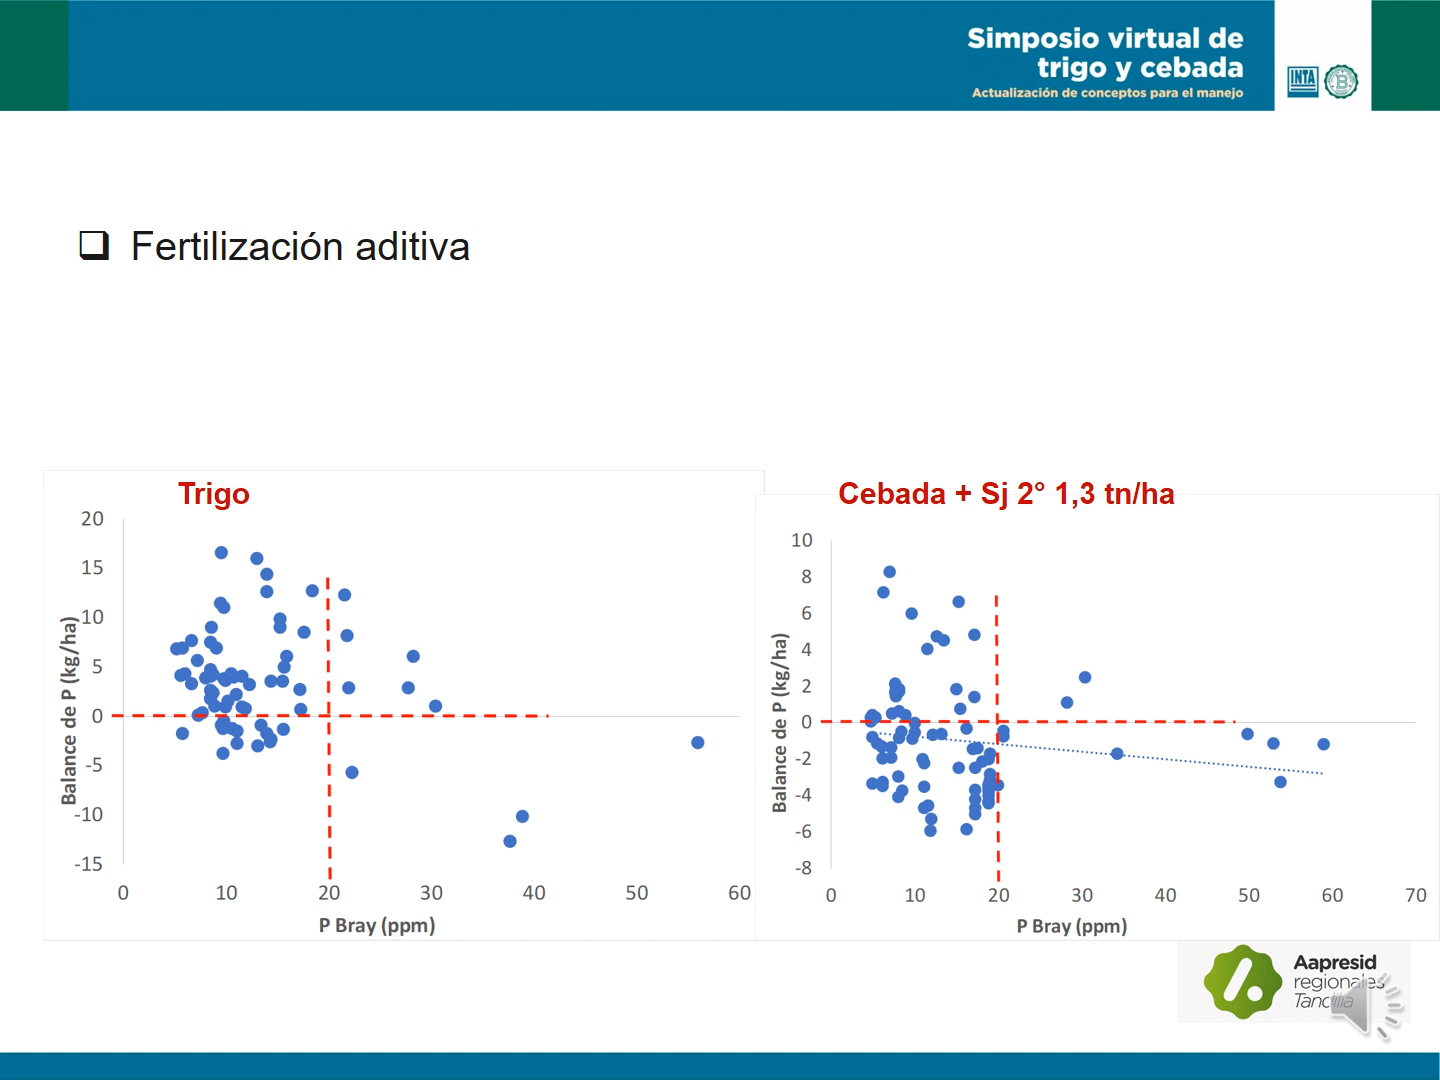 Simposio virtual de
trigo y cebada
Actualización de conceptos para el manejo
INTA
B
Fertilización aditiva
Trigo
20
15
10
5
0
-5
-10
-15
Balance de P (kg/ha)
0 10 20 30 40 50 60
P Bray (ppm)
Cebada + Sj 2° 1,3 tn/ha
10
8
6
4
2
0
-2
-4
-6
-8
Balance de P (kg/ha)
0 10 20 30 40 50 60 70
P Bray (ppm)
Aapresid
regionales
Tandilia